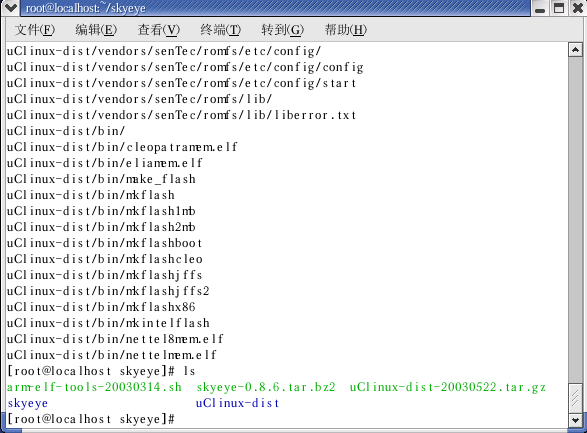 root@localhost:~/skyeye
文件(F) 编辑(E) 查看(V) 终端(T) 转到(G) 帮助(H)
uClinux-dist/vendors/senTec/romfs/etc/config/
uClinux-dist/vendors/senTec/romfs/etc/config/config
uClinux-dist/vendors/senTec/romfs/etc/config/start
uClinux-dist/vendors/senTec/romfs/lib/
uClinux-dist/vendors/senTec/romfs/lib/liberror.txt
uClinux-dist/bin/
uClinux-dist/bin/cleopatramem.elf
uClinux-dist/bin/eliamem.elf
uClinux-dist/bin/make_flash
uClinux-dist/bin/mkflash
uClinux-dist/bin/mkflash1mb
uClinux-dist/bin/mkflash2mb
uClinux-dist/bin/mkflashboot
uClinux-dist/bin/mkflashcleo
uClinux-dist/bin/mkflashjffs
uClinux-dist/bin/mkflashjffs2
uClinux-dist/bin/mkflashx86
uClinux-dist/bin/mkintelflash
uClinux-dist/bin/nettel8mem.elf
uClinux-dist/bin/nettelmem.elf
[root@localhost skyeye]# ls
arm-elf-tools-20030314.sh skyeye-0.8.6.tar.bz2 uClinux-dist-20030522.tar.gz
skyeye uClinux-dist
[root@localhost skyeye]#